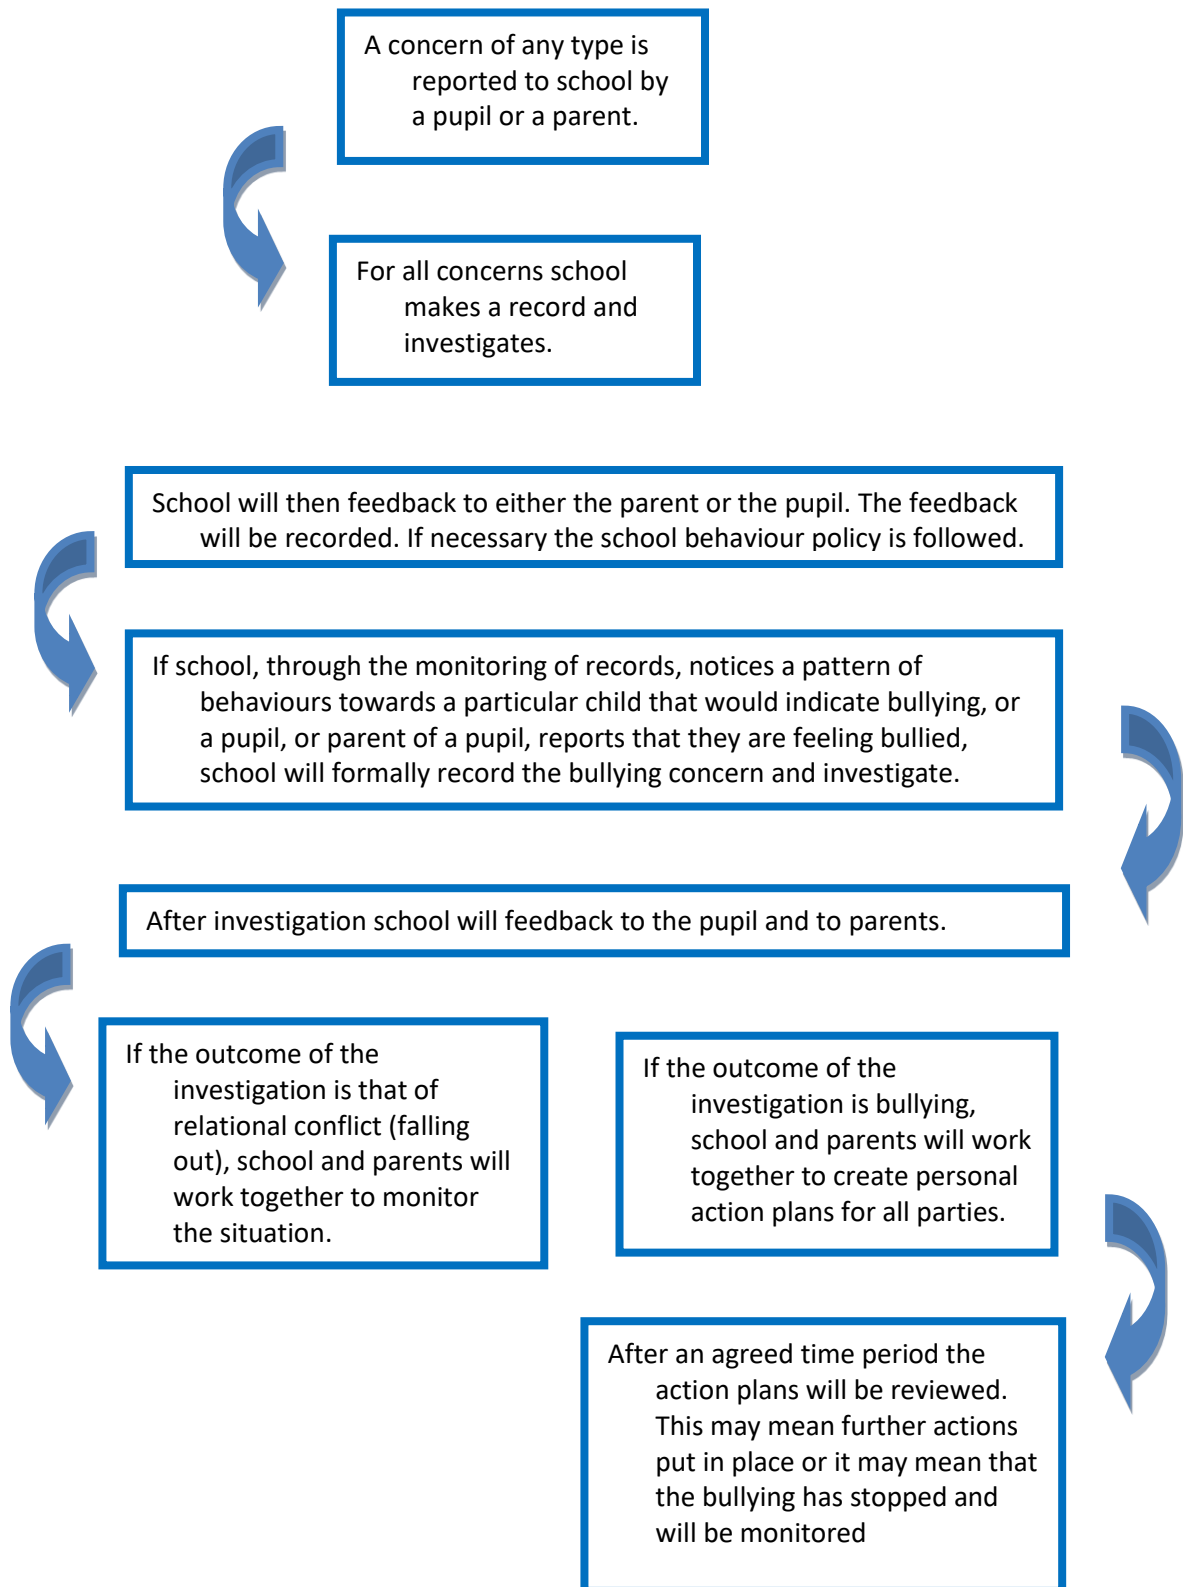 A concern of any type is
reported to school by
a pupil or a parent.
For all concerns school
makes a record and
investigates.
School will then feedback to either the parent or the pupil. The feedback
will be recorded. If necessary the school behaviour policy is followed.
If school, through the monitoring of records, notices a pattern of
behaviours towards a particular child that would indicate bullying, or
a pupil, or parent of a pupil, reports that they are feeling bullied,
school will formally record the bullying concern and investigate.
After investigation school will feedback to the pupil and to parents.
If the outcome of the
investigation is that of
relational conflict (falling
out), school and parents will
work together to monitor
the situation.
If the outcome of the
investigation is bullying,
school and parents will work
together to create personal
action plans for all parties.
After an agreed time period the
action plans will be reviewed.
This may mean further actions
put in place or it may mean that
the bullying has stopped and
will be monitored